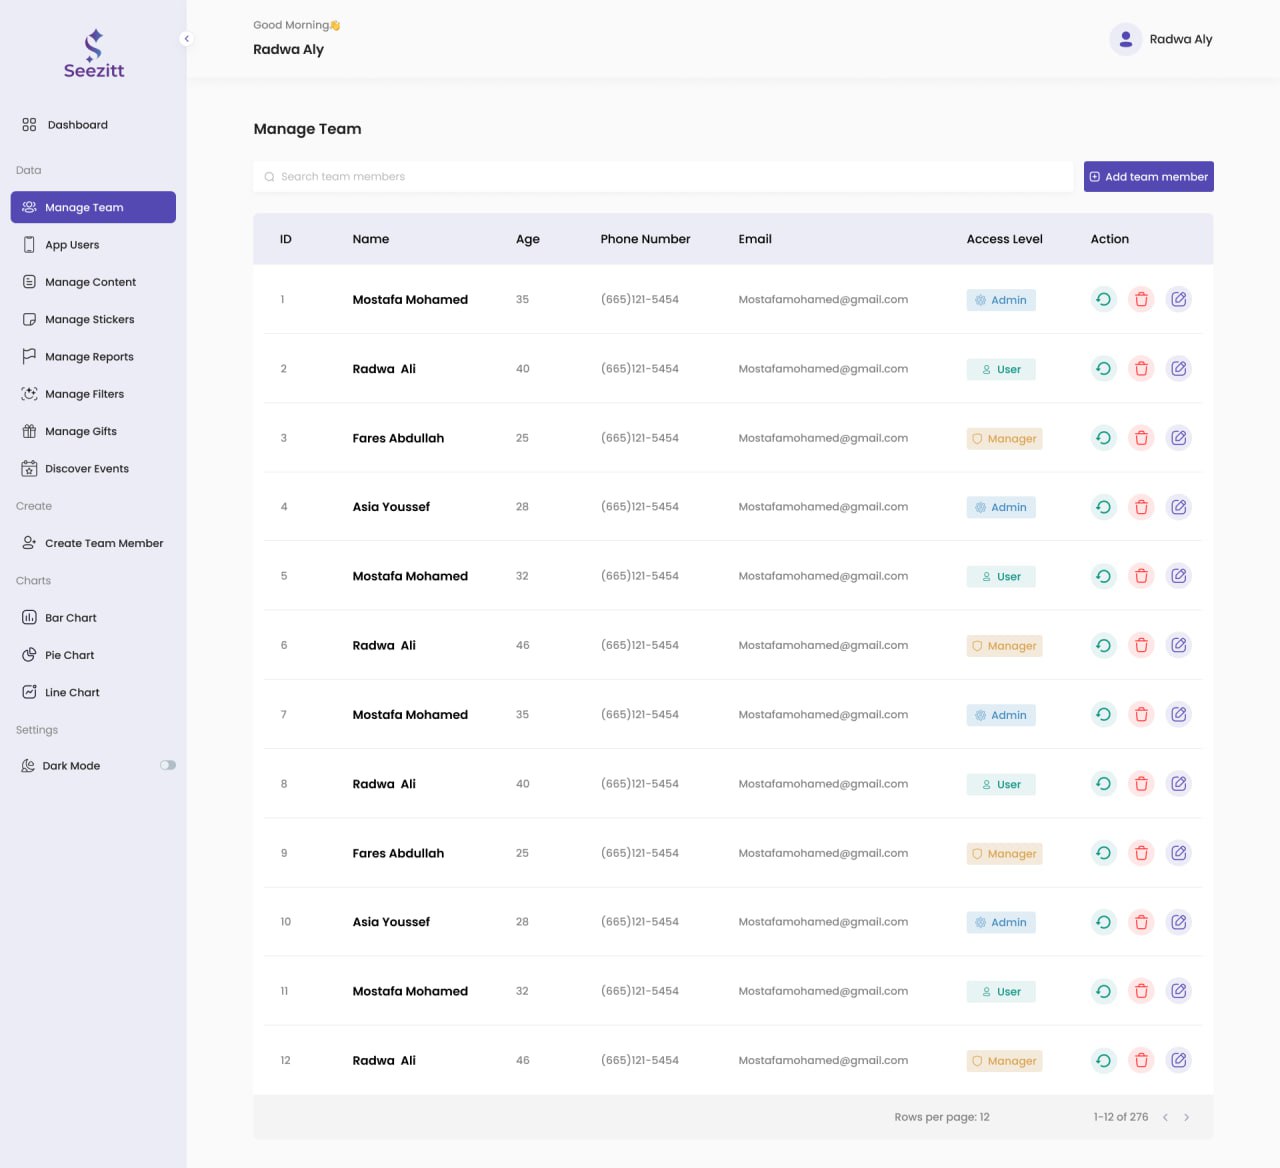 Seezitt
Dashboard
Data
Manage Team
App Users
Manage Content
Manage Stickers
Manage Reports
Manage Filters
Manage Gifts
Discover Events
Create
Create Team Member
Charts
Bar Chart
Pie Chart
Line Chart
Settings
Dark Mode
Good Morning👋
Radwa Aly
Radwa Aly
Manage Team
Search team members
Add team member
ID Name Age Phone Number Email Access Level Action
1 Mostafa Mohamed 35 (665)121-5454 Mostafamohamed@gmail.com Admin
2 Radwa Ali 40 (665)121-5454 Mostafamohamed@gmail.com User
3 Fares Abdullah 25 (665)121-5454 Mostafamohamed@gmail.com Manager
4 Asia Youssef 28 (665)121-5454 Mostafamohamed@gmail.com Admin
5 Mostafa Mohamed 32 (665)121-5454 Mostafamohamed@gmail.com User
6 Radwa Ali 46 (665)121-5454 Mostafamohamed@gmail.com Manager
7 Mostafa Mohamed 35 (665)121-5454 Mostafamohamed@gmail.com Admin
8 Radwa Ali 40 (665)121-5454 Mostafamohamed@gmail.com User
9 Fares Abdullah 25 (665)121-5454 Mostafamohamed@gmail.com Manager
10 Asia Youssef 28 (665)121-5454 Mostafamohamed@gmail.com Admin
11 Mostafa Mohamed 32 (665)121-5454 Mostafamohamed@gmail.com User
12 Radwa Ali 46 (665)121-5454 Mostafamohamed@gmail.com Manager
Rows per page: 12 1-12 of 276